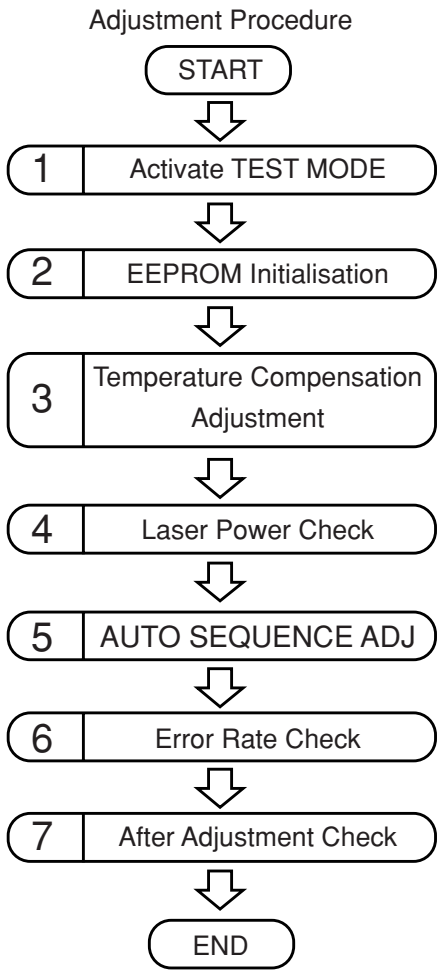 Adjustment Procedure
START
1 Activate TEST MODE
2 EEPROM Initialisation
3 Temperature Compensation
Adjustment
4 Laser Power Check
5 AUTO SEQUENCE ADJ
6 Error Rate Check
7 After Adjustment Check
END